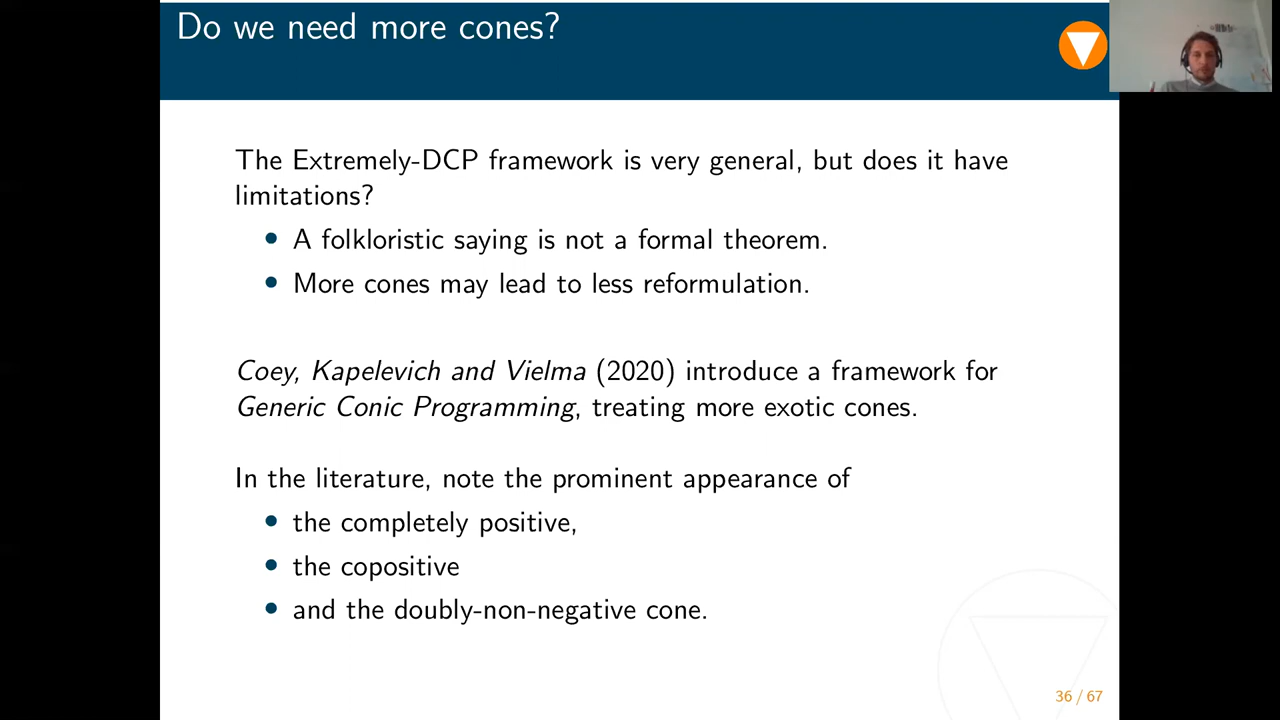 Do we need more cones?
The Extremely-DCP framework is very general, but does it have
limitations?
• A folkloristic saying is not a formal theorem.
• More cones may lead to less reformulation.
Coey, Kapelevich and Vielma (2020) introduce a framework for
Generic Conic Programming, treating more exotic cones.
In the literature, note the prominent appearance of
• the completely positive,
• the copositive
• and the doubly-non-negative cone.
36 / 67